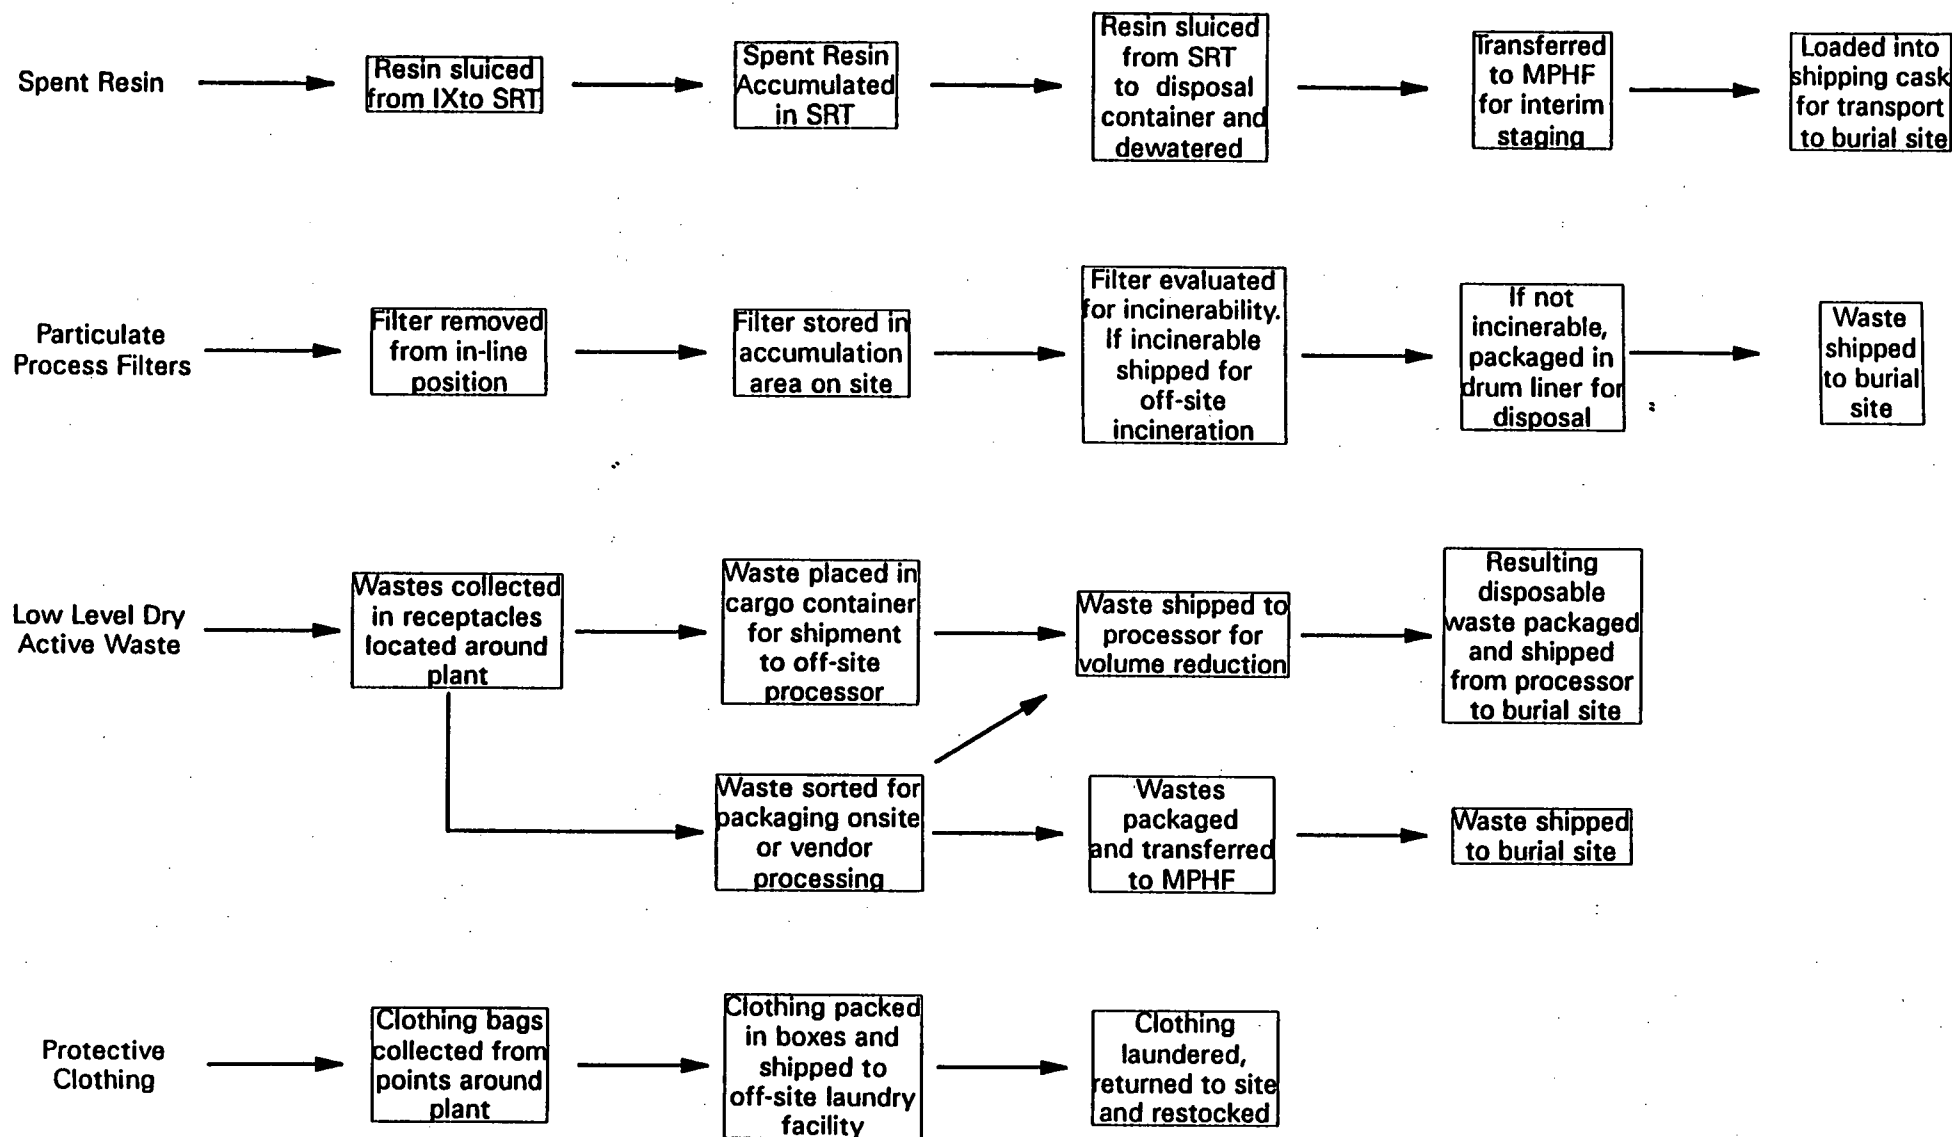 Spent Resin
Resin sluiced
from IXto SRT
Spent Resin
Accumulated
in SRT
Resin sluiced
from SRT
to disposal
container and
dewatered
Transferred
to MPHF
for interim
staging
Loaded into
shipping cask
for transport
to burial site
Particulate
Process Filters
Filter removed
from in-line
position
Filter stored in
accumulation
area on site
Filter evaluated
for incinerability.
If incinerable
shipped for
off-site
incineration
If not
incinerable,
packaged in
drum liner for
disposal
Waste
shipped
to burial
site
Low Level Dry
Active Waste
Wastes collected
in receptacles
located around
plant
Waste placed in
cargo container
for shipment
to off-site
processor
Waste shipped to
processor for
volume reduction
Resulting
disposable
waste packaged
and shipped
from processor
to burial site
Waste sorted for
packaging onsite
or vendor
processing
Wastes
packaged
and transferred
to MPHF
Waste shipped
to burial site
Protective
Clothing
Clothing bags
collected from
points around
plant
Clothing packed
in boxes and
shipped to
off-site laundry
facility
Clothing
laundered,
returned to site
and restocked